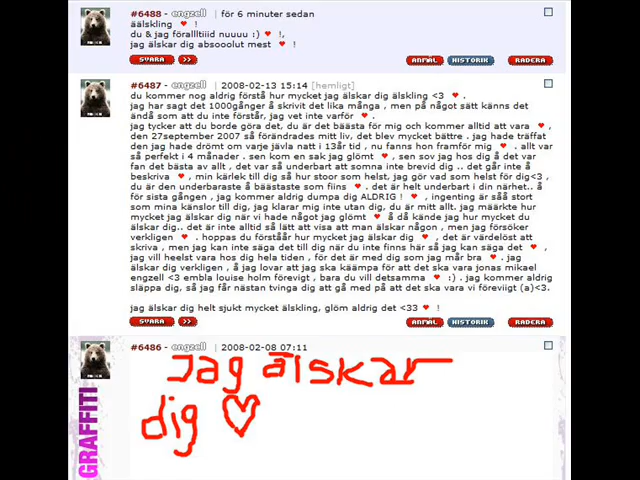 #6488 - engzell | för 6 minuter sedan
äälskling ♥ !
du & jag förallltiiid nuuuu :) ♥ !,
jag älskar dig absooolut mest ♥ !
SVARA >> ANMÄL HISTORIK RADERA
#6487 - engzell | 2008-02-13 15:14 [hemligt]
du kommer nog aldrig förstå hur mycket jag älskar dig älskling <3 ♥ .
jag har sagt det 1000gånger å skrivit det lika många , men på något sätt känns det
ändå som att du inte förstår, jag vet inte varför ♥ .
jag tycker att du borde göra det, du är det bäästa för mig och kommer alltid att vara ♥ ,
den 27september 2007 så förändrades mitt liv, det blev mycket bättre . jag hade träffat
den jag hade drömt om varje jävla natt i 13år tid , nu fanns hon framför mig ♥ . allt var
så perfekt i 4 månader . sen kom en sak jag glömt ♥ , sen sov jag hos dig å det var
fan det bästa av allt , det var så underbart att somna inte brevid dig .. det går inte å
beskriva ♥ , min kärlek till dig så hur stoor som helst, jag gör vad som helst för dig<3 ,
du är den underbaraste å bäästaste som fiins ♥ . det är helt underbart i din närhet.. å
för sista gången , jag kommer aldrig dumpa dig ALDRIG ! ♥ , ingenting är såå stort
som mina känslor till dig, jag klarar mig inte utan dig, du är mitt allt. jag määrkte hur
mycket jag älskar dig när vi hade något jag glömt ♥ å då kände jag hur mycket du
älskar dig.. det är inte alltid så lätt att visa att man älskar någon , men jag försöker
verkligen ♥ . hoppas du förståår hur mycket jag älskar dig ♥ , det är värdelöst att
skriva , men jag kan inte säga det till dig när du inte finns här så jag kan säga det ♥ ,
jag vill heelst vara hos dig hela tiden , för det är med dig som jag mår bra ♥ . jag
älskar dig verkligen , å jag lovar att jag ska käämpa för att det ska vara jonas mikael
engzell <3 embla louise holm förevigt , bara du vill detsamma ♥ :) . jag kommer aldrig
släppa dig, så jag får nästan tvinga dig att gå med på att det ska vara vi föreviigt (a)<3.
jag älskar dig helt sjukt mycket älskling, glöm aldrig det <33 ♥ !
SVARA >> ANMÄL HISTORIK RADERA
#6486 - engzell | 2008-02-08 07:11
GRAFFITI
Jag älskar
dig ♡